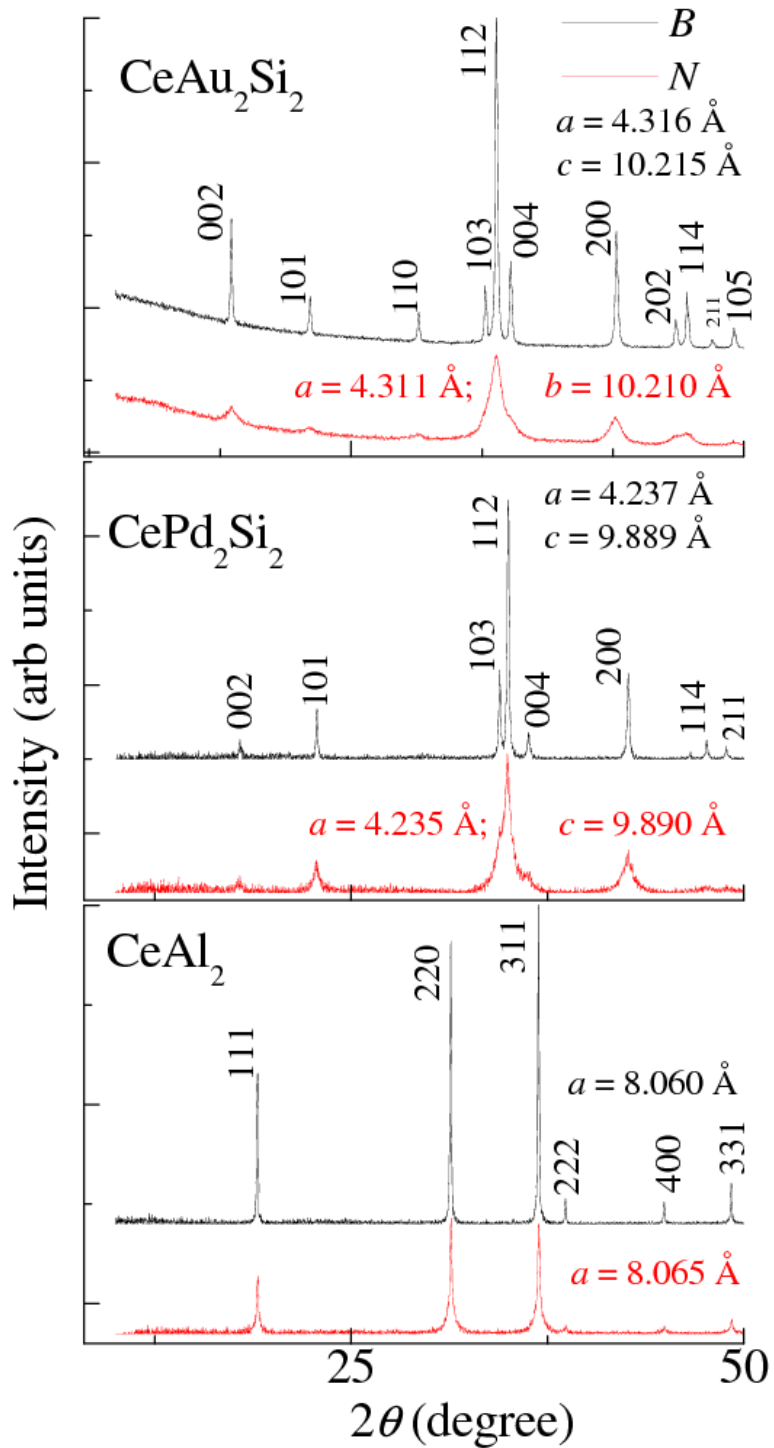 B
N
CeAu₂Si₂
a = 4.316 Å
c = 10.215 Å
002
101
110
103
112
004
200
202
114
211
105
a = 4.311 Å; b = 10.210 Å
CePd₂Si₂
a = 4.237 Å
c = 9.889 Å
002
101
103
112
004
200
114
211
a = 4.235 Å; c = 9.890 Å
CeAl₂
111
220
311
222
400
331
a = 8.060 Å
a = 8.065 Å
Intensity (arb units)
25 50
2θ (degree)